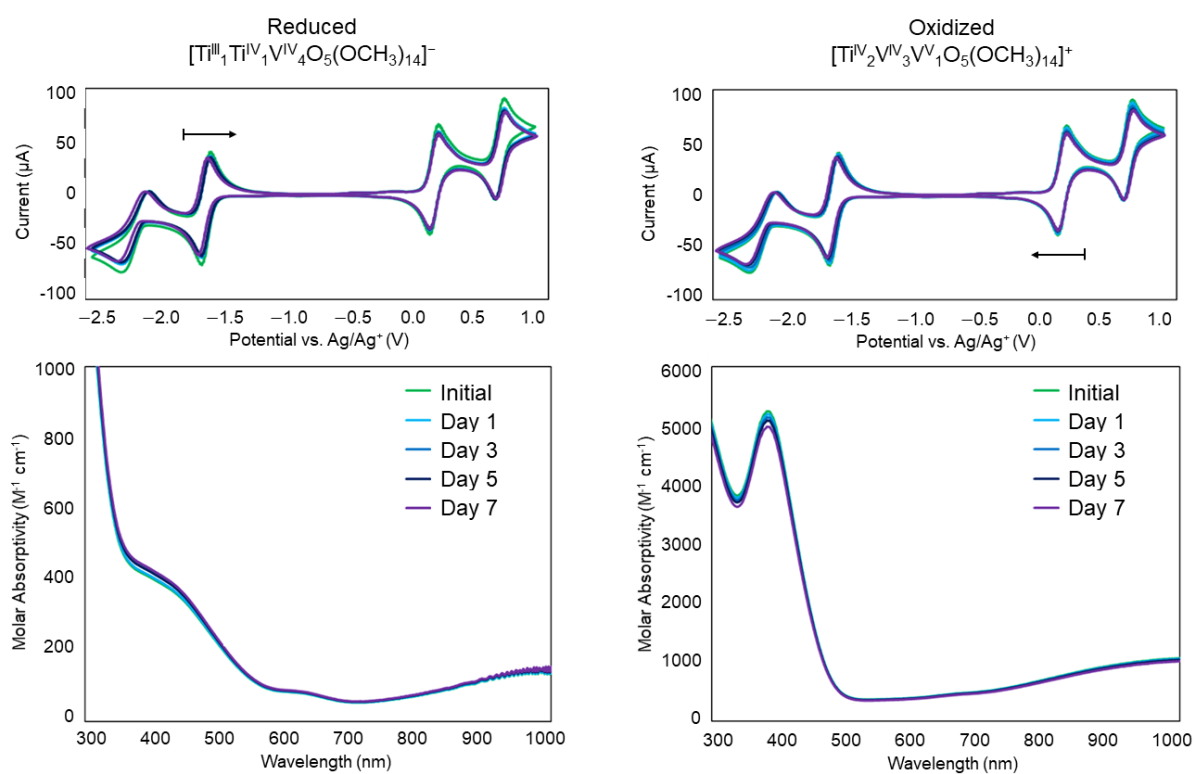 Reduced
[Tiᴵᴵᴵ₁Tiᴵⱽ₁Vᴵⱽ₄O₅(OCH₃)₁₄]⁻
Oxidized
[Tiᴵⱽ₂Vᴵⱽ₃Vⱽ₁O₅(OCH₃)₁₄]⁺
Current (µA)
100
50
0
-50
-100
−2.5 −2.0 −1.5 −1.0 −0.5 0.0 0.5 1.0
Potential vs. Ag/Ag⁺ (V)
Current (µA)
100
50
0
-50
-100
−2.5 −2.0 −1.5 −1.0 −0.5 0.0 0.5 1.0
Potential vs. Ag/Ag⁺ (V)
Molar Absorptivity (M⁻¹ cm⁻¹)
1000
800
600
400
200
0
Initial
Day 1
Day 3
Day 5
Day 7
300 400 500 600 700 800 900 1000
Wavelength (nm)
Molar Absorptivity (M⁻¹ cm⁻¹)
6000
5000
4000
3000
2000
1000
0
Initial
Day 1
Day 3
Day 5
Day 7
300 400 500 600 700 800 900 1000
Wavelength (nm)